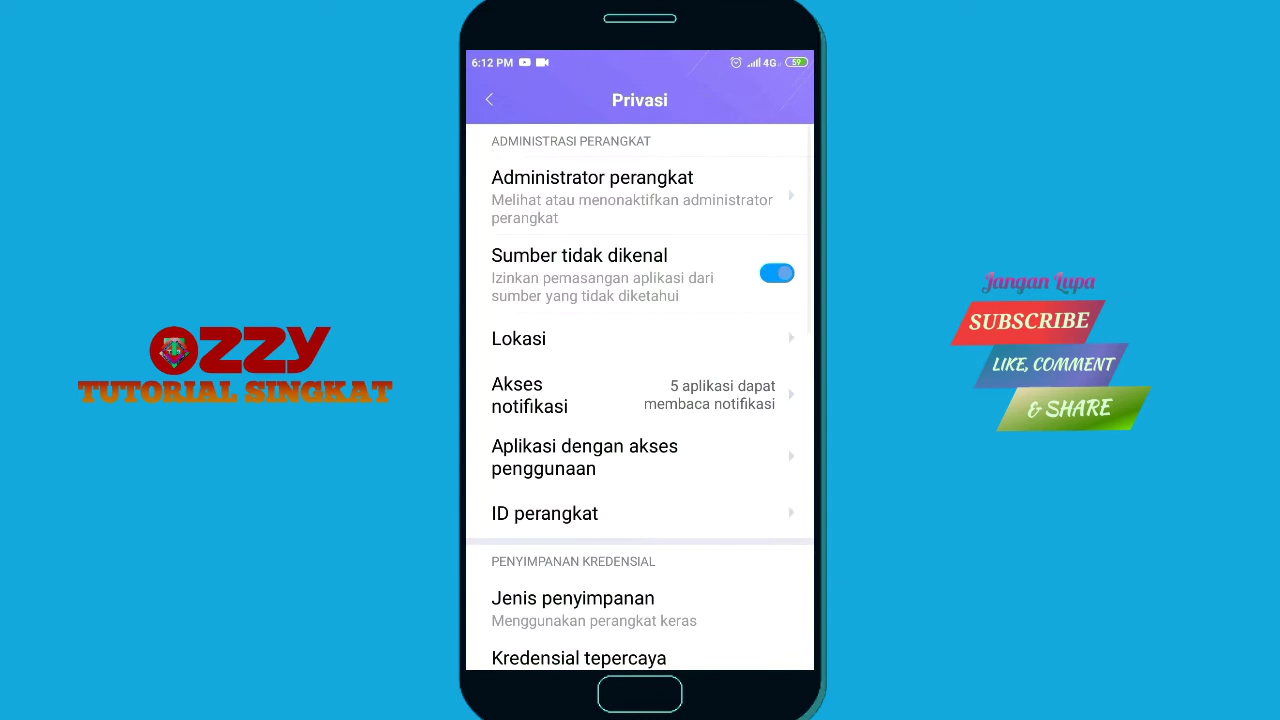 6:12 PM
4G
59
Privasi
ADMINISTRASI PERANGKAT
Administrator perangkat
Melihat atau menonaktifkan administrator
perangkat
Sumber tidak dikenal
Izinkan pemasangan aplikasi dari
sumber yang tidak diketahui
Lokasi
Akses
notifikasi
5 aplikasi dapat
membaca notifikasi
Aplikasi dengan akses
penggunaan
ID perangkat
PENYIMPANAN KREDENSIAL
Jenis penyimpanan
Menggunakan perangkat keras
Kredensial tepercaya
OZZY
TUTORIAL SINGKAT
Jangan Lupa
SUBSCRIBE
LIKE, COMMENT
& SHARE